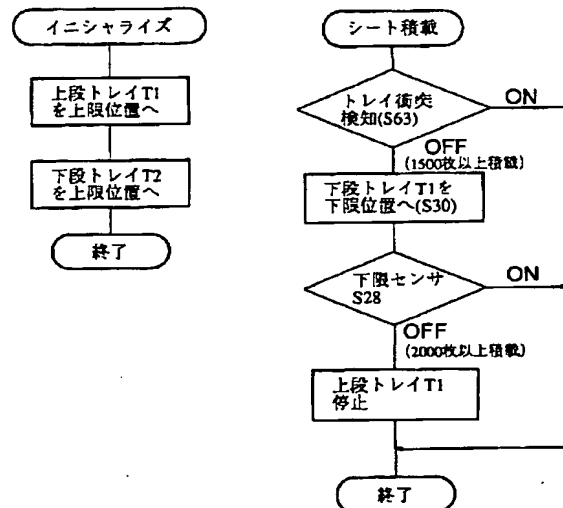 イニシャライズ
上段トレイT1
を上限位置へ
下段トレイT2
を上限位置へ
終了
シート積載
トレイ衝突
検知(S63)
ON
OFF
(1500枚以上積載)
下段トレイT1を
下限位置へ(S30)
下限センサ
S28
ON
OFF
(2000枚以上積載)
上段トレイT1
停止
終了